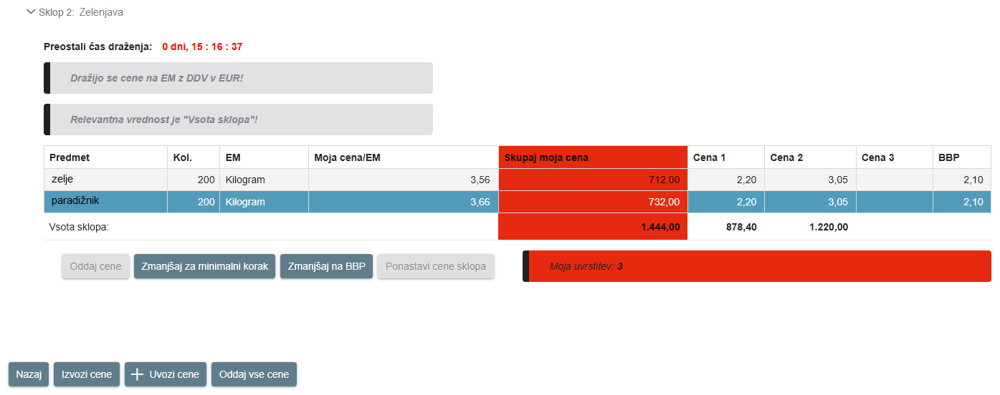 Sklop 2: Zelenjava
Preostali čas draženja: 0 dni, 15 : 16 : 37
Dražijo se cene na EM z DDV v EUR!
Relevantna vrednost je "Vsota sklopa"!
Predmet Kol. EM Moja cena/EM Skupaj moja cena Cena 1 Cena 2 Cena 3 BBP
zelje 200 Kilogram 3,56 712,00 2,20 3,05 2,10
paradižnik 200 Kilogram 3,66 732,00 2,20 3,05 2,10
Vsota sklopa: 1.444,00 878,40 1.220,00
Oddaj cene Zmanjšaj za minimalni korak Zmanjšaj na BBP Ponastavi cene sklopa Moja uvrstitev: 3
Nazaj Izvozi cene Uvozi cene Oddaj vse cene